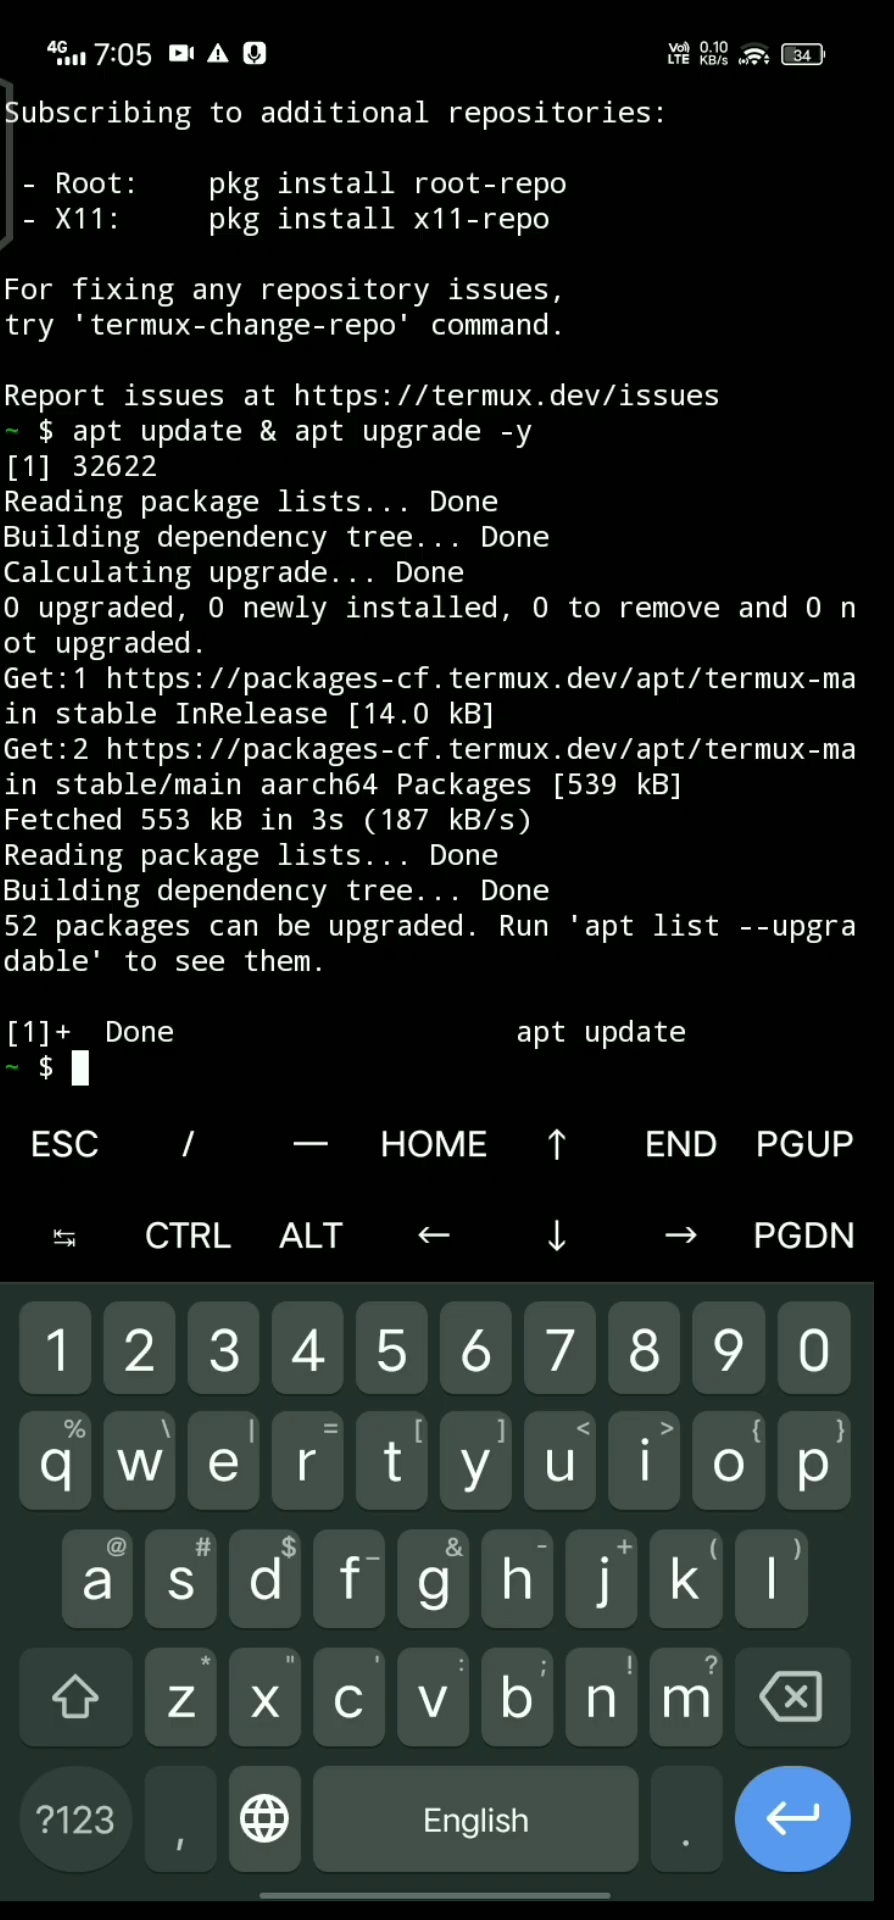 4G 7:05 Vo) LTE 0.10 KB/s 34
Subscribing to additional repositories:
- Root:    pkg install root-repo
- X11:     pkg install x11-repo
For fixing any repository issues,
try 'termux-change-repo' command.
Report issues at https://termux.dev/issues
~ $ apt update & apt upgrade -y
[1] 32622
Reading package lists... Done
Building dependency tree... Done
Calculating upgrade... Done
0 upgraded, 0 newly installed, 0 to remove and 0 n
ot upgraded.
Get:1 https://packages-cf.termux.dev/apt/termux-ma
in stable InRelease [14.0 kB]
Get:2 https://packages-cf.termux.dev/apt/termux-ma
in stable/main aarch64 Packages [539 kB]
Fetched 553 kB in 3s (187 kB/s)
Reading package lists... Done
Building dependency tree... Done
52 packages can be upgraded. Run 'apt list --upgra
dable' to see them.
[1]+  Done                    apt update
~ $
ESC / — HOME ↑ END PGUP
↹ CTRL ALT ← ↓ → PGDN
1 2 3 4 5 6 7 8 9 0
% \ | = [ ] < > { }
q w e r t y u i o p
@ # $ _ & - + ( )
a s d f g h j k l
* " ' : ; ! ?
z x c v b n m
?123 , English .